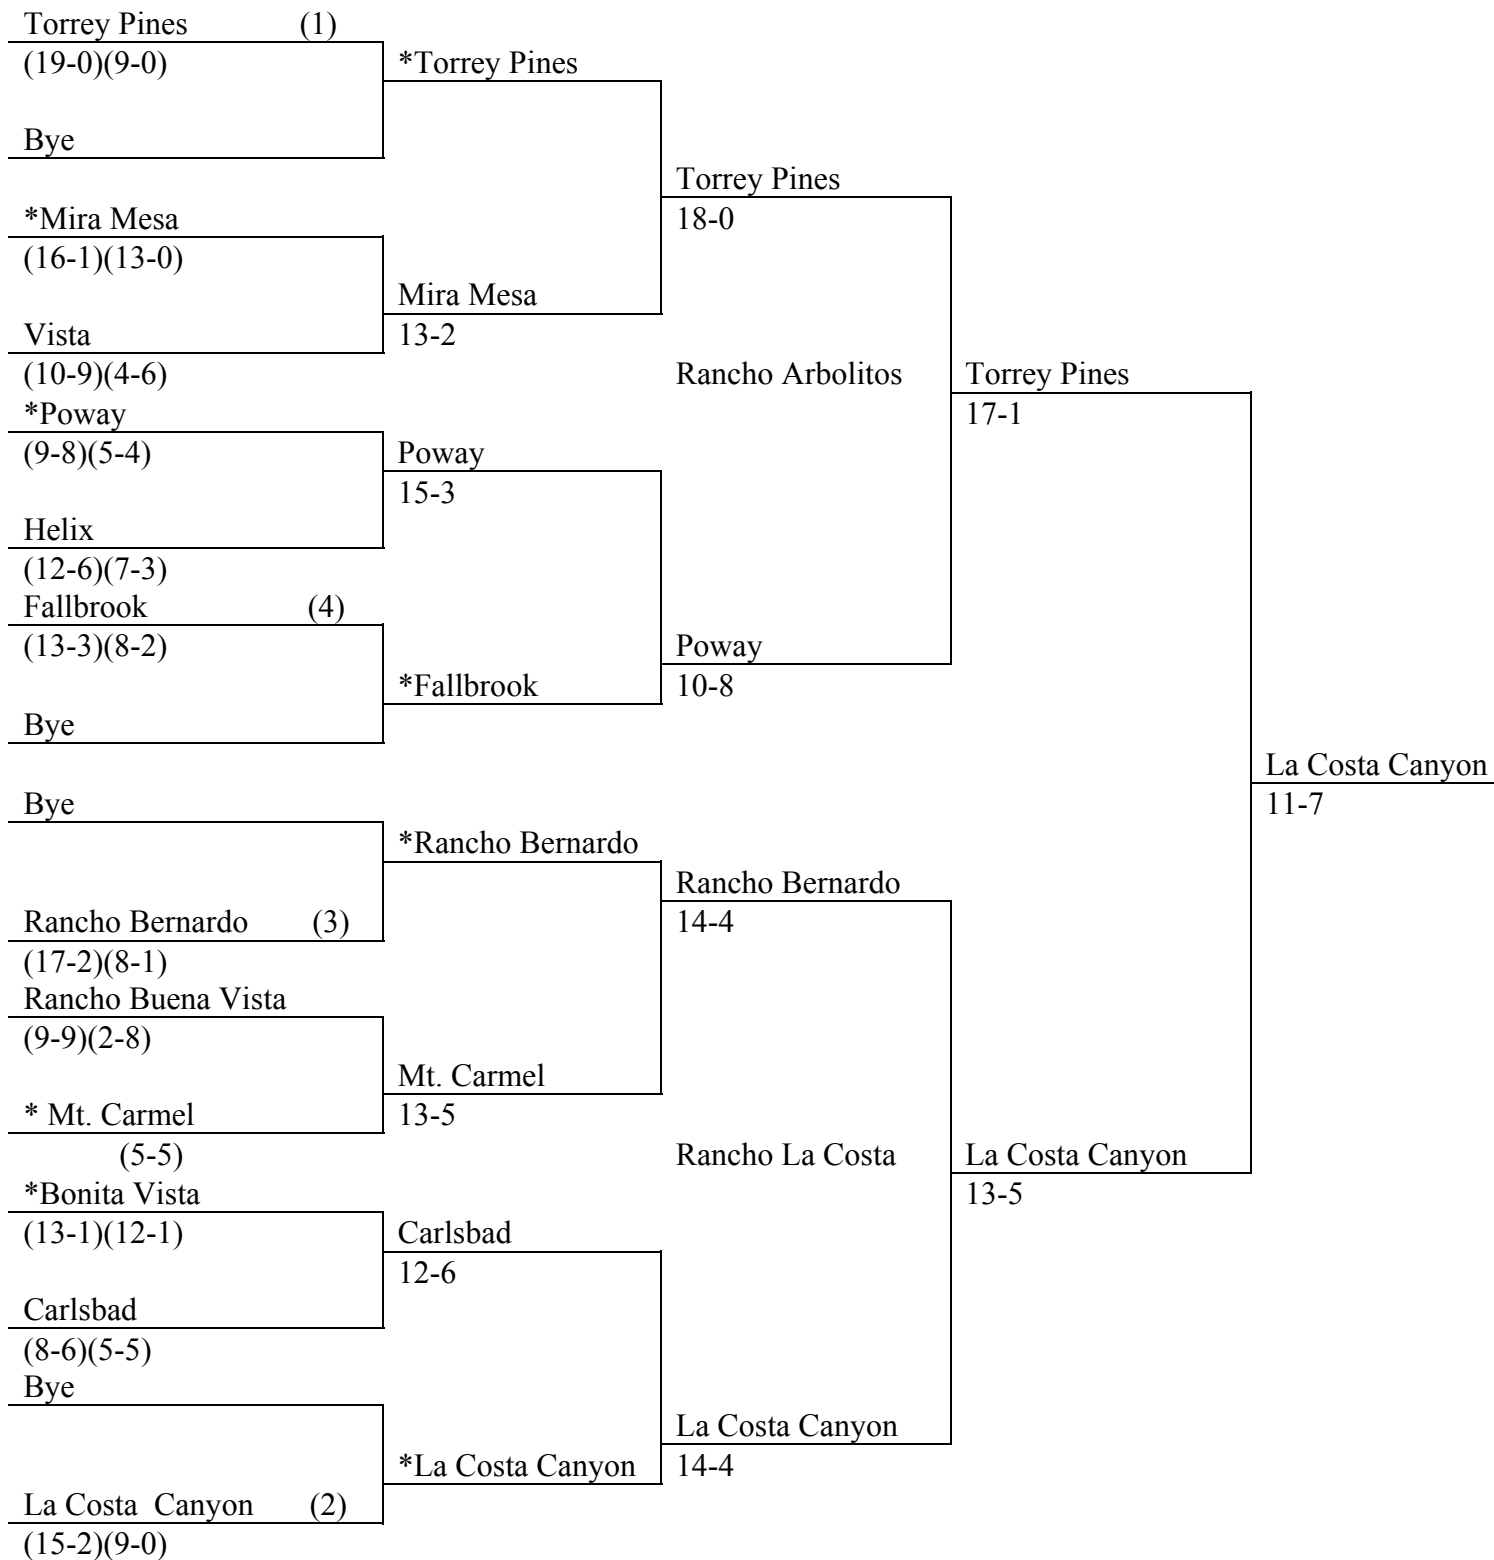 Torrey Pines (1)
(19-0)(9-0)
*Torrey Pines
Bye
Torrey Pines
*Mira Mesa
18-0
(16-1)(13-0)
Mira Mesa
Vista
13-2
(10-9)(4-6)
Rancho Arbolitos
Torrey Pines
*Poway
17-1
(9-8)(5-4)
Poway
15-3
Helix
(12-6)(7-3)
Fallbrook (4)
(13-3)(8-2)
Poway
*Fallbrook
10-8
Bye
La Costa Canyon
Bye
11-7
*Rancho Bernardo
Rancho Bernardo
Rancho Bernardo (3)
14-4
(17-2)(8-1)
Rancho Buena Vista
(9-9)(2-8)
Mt. Carmel
* Mt. Carmel
13-5
(5-5)
Rancho La Costa
La Costa Canyon
*Bonita Vista
13-5
(13-1)(12-1)
Carlsbad
12-6
Carlsbad
(8-6)(5-5)
Bye
La Costa Canyon
*La Costa Canyon
14-4
La Costa Canyon (2)
(15-2)(9-0)